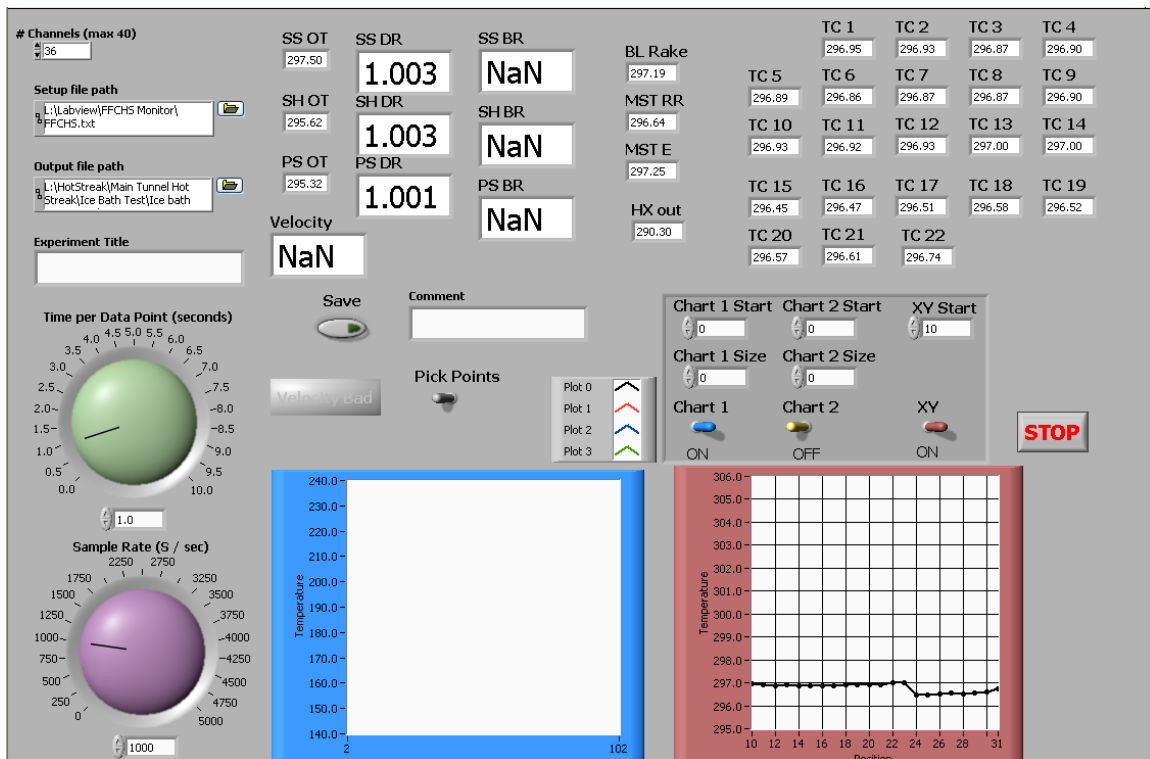 # Channels (max 40)
36
Setup file path
L:\Labview\FFCHS Monitor\
FFCHS.txt
Output file path
L:\HotStreak\Main Tunnel Hot
Streak\Ice Bath Test\Ice bath
Experiment Title
SS OT
297.50
SH OT
295.62
PS OT
295.32
SS DR
1.003
SH DR
1.003
PS DR
1.001
SS BR
NaN
SH BR
NaN
PS BR
NaN
Velocity
NaN
BL Rake
297.19
MST RR
296.64
MST E
297.25
HX out
290.30
TC 1 TC 2 TC 3 TC 4
296.95 296.93 296.87 296.90
TC 5 TC 6 TC 7 TC 8 TC 9
296.89 296.86 296.87 296.87 296.90
TC 10 TC 11 TC 12 TC 13 TC 14
296.93 296.92 296.93 297.00 297.00
TC 15 TC 16 TC 17 TC 18 TC 19
296.45 296.47 296.51 296.58 296.52
TC 20 TC 21 TC 22
296.57 296.61 296.74
Time per Data Point (seconds)
0.0 0.5 1.0 1.5 2.0 2.5 3.0 3.5 4.0 4.5 5.0 5.5 6.0 6.5 7.0 7.5 8.0 8.5 9.0 9.5 10.0
1.0
Sample Rate (S / sec)
0 250 500 750 1000 1250 1500 1750 2250 2750 3250 3500 3750 4000 4250 4500 4750 5000
1000
Save
Comment
Velocity Bad
Pick Points
Plot 0
Plot 1
Plot 2
Plot 3
Chart 1 Start Chart 2 Start XY Start
0 0 10
Chart 1 Size Chart 2 Size
0 0
Chart 1 Chart 2 XY
ON OFF ON
STOP
240.0
230.0
220.0
210.0
200.0
190.0
180.0
170.0
160.0
150.0
140.0
Temperature
2 102
306.0
305.0
304.0
303.0
302.0
301.0
300.0
299.0
298.0
297.0
296.0
295.0
Temperature
10 12 14 16 18 20 22 24 26 28 31
Position